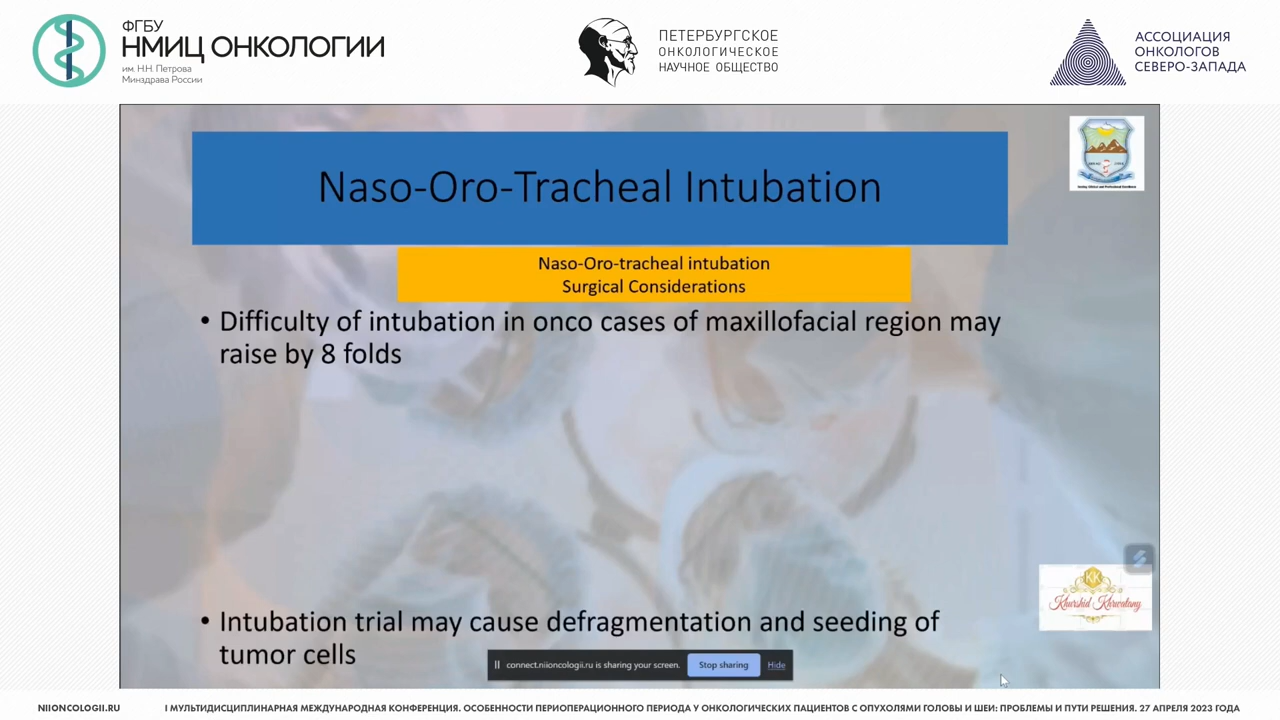 ФГБУ
НМИЦ ОНКОЛОГИИ
им. Н.Н. Петрова
Минздрава России
ПЕТЕРБУРГСКОЕ
ОНКОЛОГИЧЕСКОЕ
НАУЧНОЕ ОБЩЕСТВО
АССОЦИАЦИЯ
ОНКОЛОГОВ
СЕВЕРО-ЗАПАДА
Naso-Oro-Tracheal Intubation
Naso-Oro-tracheal intubation
Surgical Considerations
• Difficulty of intubation in onco cases of maxillofacial region may
raise by 8 folds
KK
Khurshid Kharwatany
• Intubation trial may cause defragmentation and seeding of
tumor cells
connect.niioncologii.ru is sharing your screen.
Stop sharing
Hide
NIIONCOLOGII.RU
I МУЛЬТИДИСЦИПЛИНАРНАЯ МЕЖДУНАРОДНАЯ КОНФЕРЕНЦИЯ. ОСОБЕННОСТИ ПЕРИОПЕРАЦИОННОГО ПЕРИОДА У ОНКОЛОГИЧЕСКИХ ПАЦИЕНТОВ С ОПУХОЛЯМИ ГОЛОВЫ И ШЕИ: ПРОБЛЕМЫ И ПУТИ РЕШЕНИЯ. 27 АПРЕЛЯ 2023 ГОДА